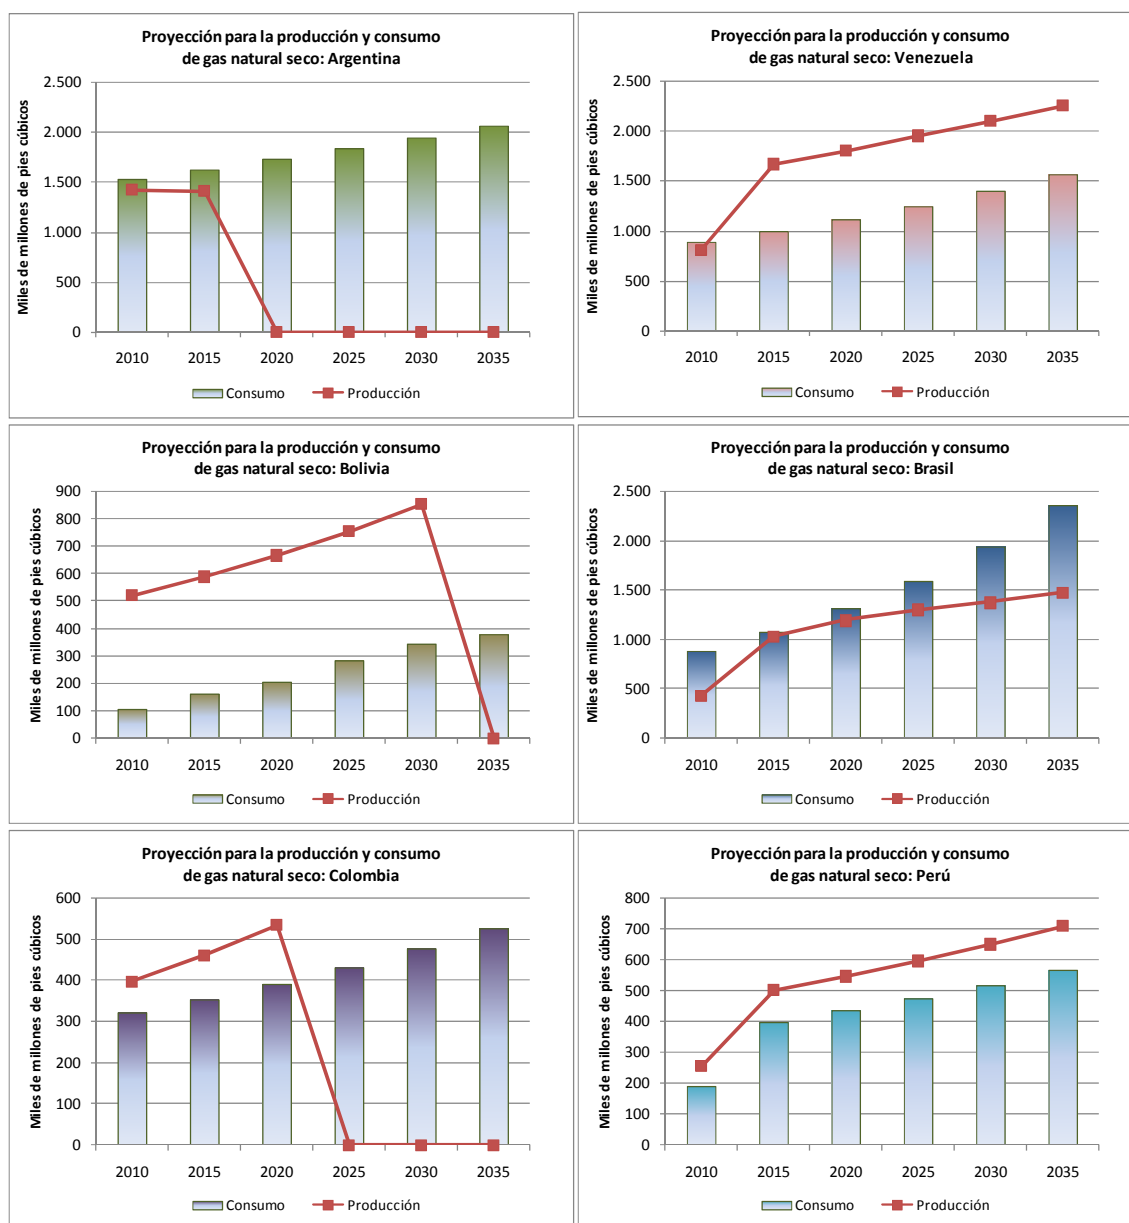 Proyección para la producción y consumo
de gas natural seco: Argentina
Miles de millones de pies cúbicos
2.500
2.000
1.500
1.000
500
0
2010 2015 2020 2025 2030 2035
Consumo Producción
Proyección para la producción y consumo
de gas natural seco: Venezuela
Miles de millones de pies cúbicos
2.500
2.000
1.500
1.000
500
0
2010 2015 2020 2025 2030 2035
Consumo Producción
Proyección para la producción y consumo
de gas natural seco: Bolivia
Miles de millones de pies cúbicos
900
800
700
600
500
400
300
200
100
0
2010 2015 2020 2025 2030 2035
Consumo Producción
Proyección para la producción y consumo
de gas natural seco: Brasil
Miles de millones de pies cúbicos
2.500
2.000
1.500
1.000
500
0
2010 2015 2020 2025 2030 2035
Consumo Producción
Proyección para la producción y consumo
de gas natural seco: Colombia
Miles de millones de pies cúbicos
600
500
400
300
200
100
0
2010 2015 2020 2025 2030 2035
Consumo Producción
Proyección para la producción y consumo
de gas natural seco: Perú
Miles de millones de pies cúbicos
800
700
600
500
400
300
200
100
0
2010 2015 2020 2025 2030 2035
Consumo Producción